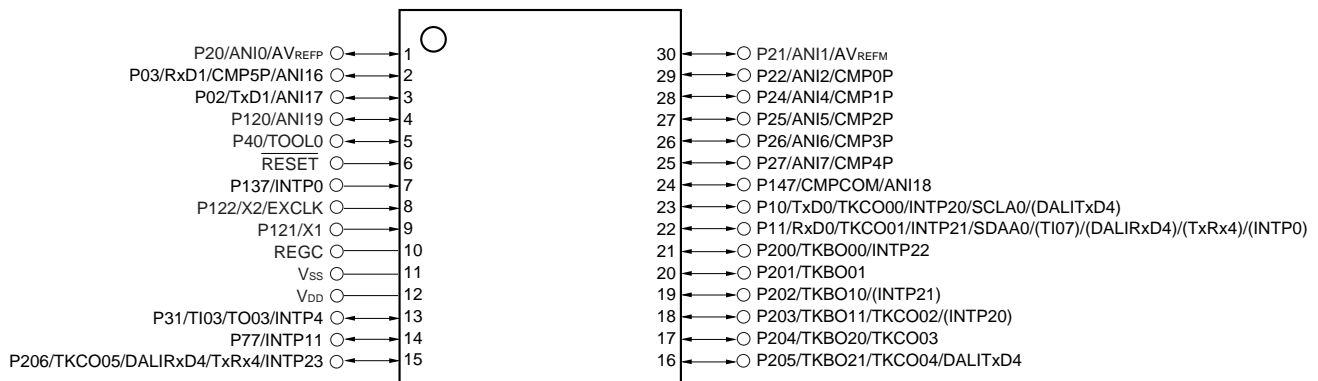 P20/ANI0/AVREFP 1
P03/RxD1/CMP5P/ANI16 2
P02/TxD1/ANI17 3
P120/ANI19 4
P40/TOOL0 5
RESET 6
P137/INTP0 7
P122/X2/EXCLK 8
P121/X1 9
REGC 10
VSS 11
VDD 12
P31/TI03/TO03/INTP4 13
P77/INTP11 14
P206/TKCO05/DALIRxD4/TxRx4/INTP23 15
30 P21/ANI1/AVREFM
29 P22/ANI2/CMP0P
28 P24/ANI4/CMP1P
27 P25/ANI5/CMP2P
26 P26/ANI6/CMP3P
25 P27/ANI7/CMP4P
24 P147/CMPCOM/ANI18
23 P10/TxD0/TKCO00/INTP20/SCLA0/(DALITxD4)
22 P11/RxD0/TKCO01/INTP21/SDAA0/(TI07)/(DALIRxD4)/(TxRx4)/(INTP0)
21 P200/TKBO00/INTP22
20 P201/TKBO01
19 P202/TKBO10/(INTP21)
18 P203/TKBO11/TKCO02/(INTP20)
17 P204/TKBO20/TKCO03
16 P205/TKBO21/TKCO04/DALITxD4